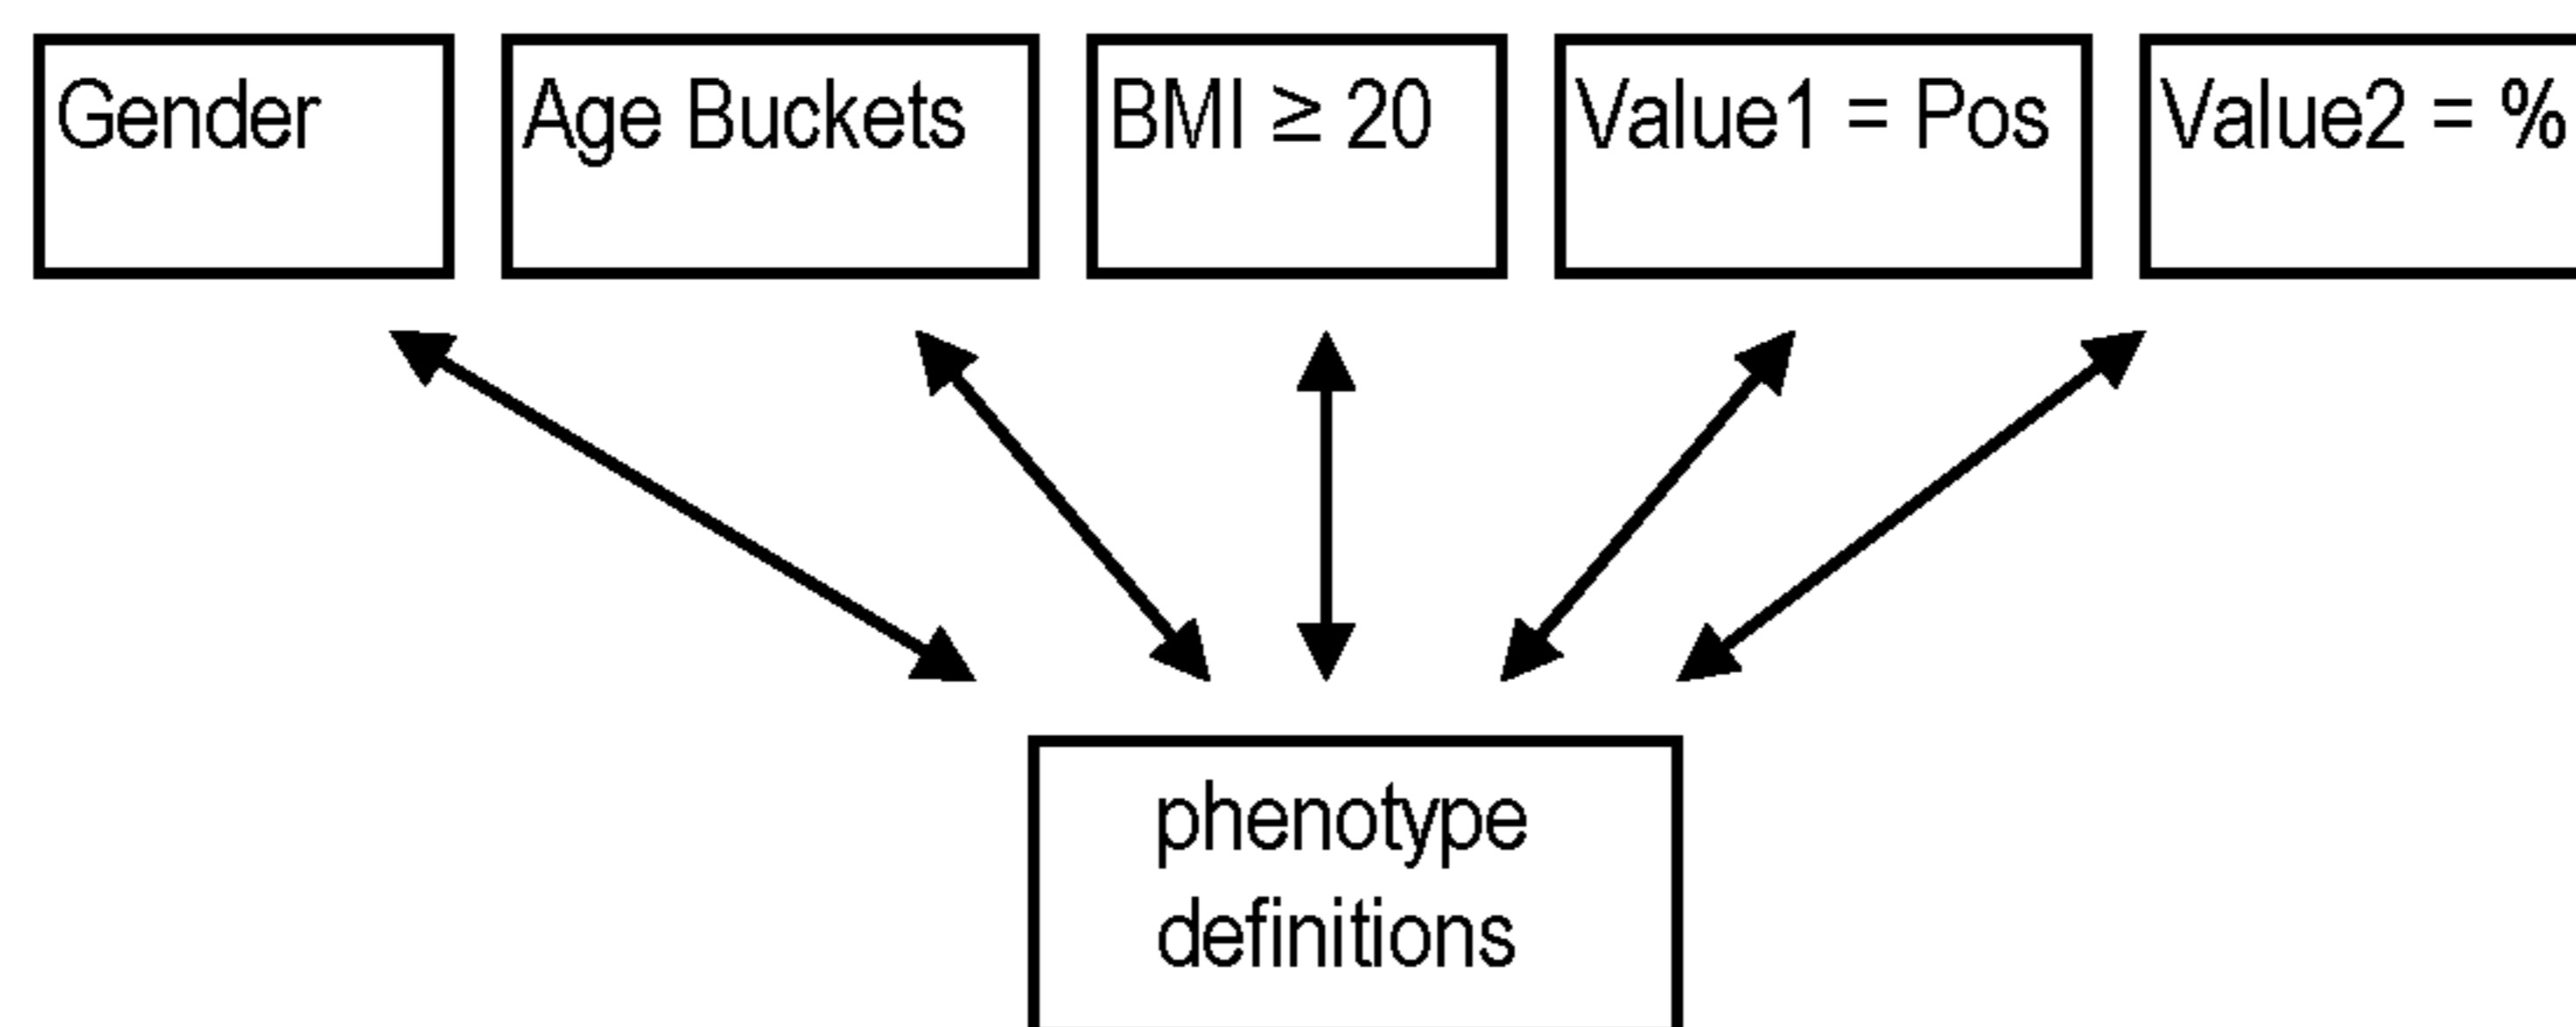 Gender
Age Buckets
BMI ≥ 20
Value1 = Pos
Value2 = %
phenotype
definitions